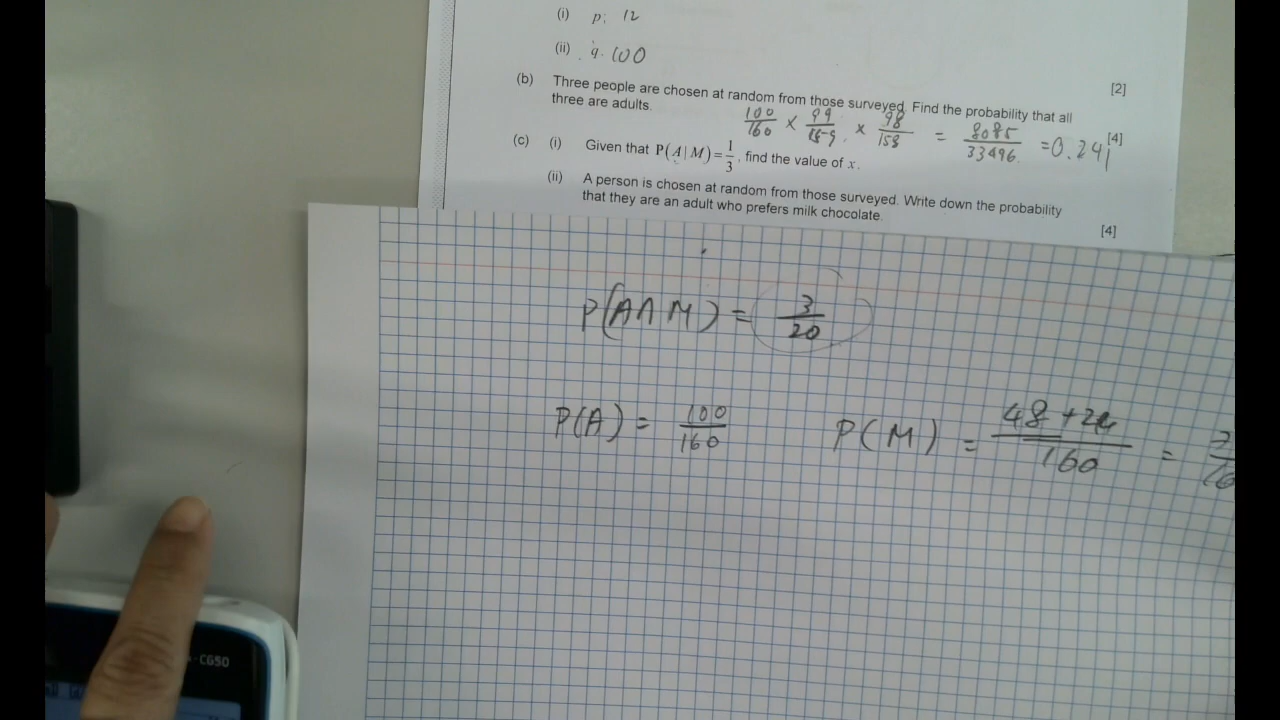 (i) p: 12
(ii) q. 100
(b) Three people are chosen at random from those surveyed. Find the probability that all
three are adults.
[2]
100/160 × 99/159 × 98/158 = 8085/33496 = 0.241
[4]
(c) (i) Given that P(A|M) = 1/3, find the value of x.
(ii) A person is chosen at random from those surveyed. Write down the probability
that they are an adult who prefers milk chocolate.
[4]
P(A∩M) = 3/20
P(A) = 100/160 P(M) = 48+24/160 =
-CG50